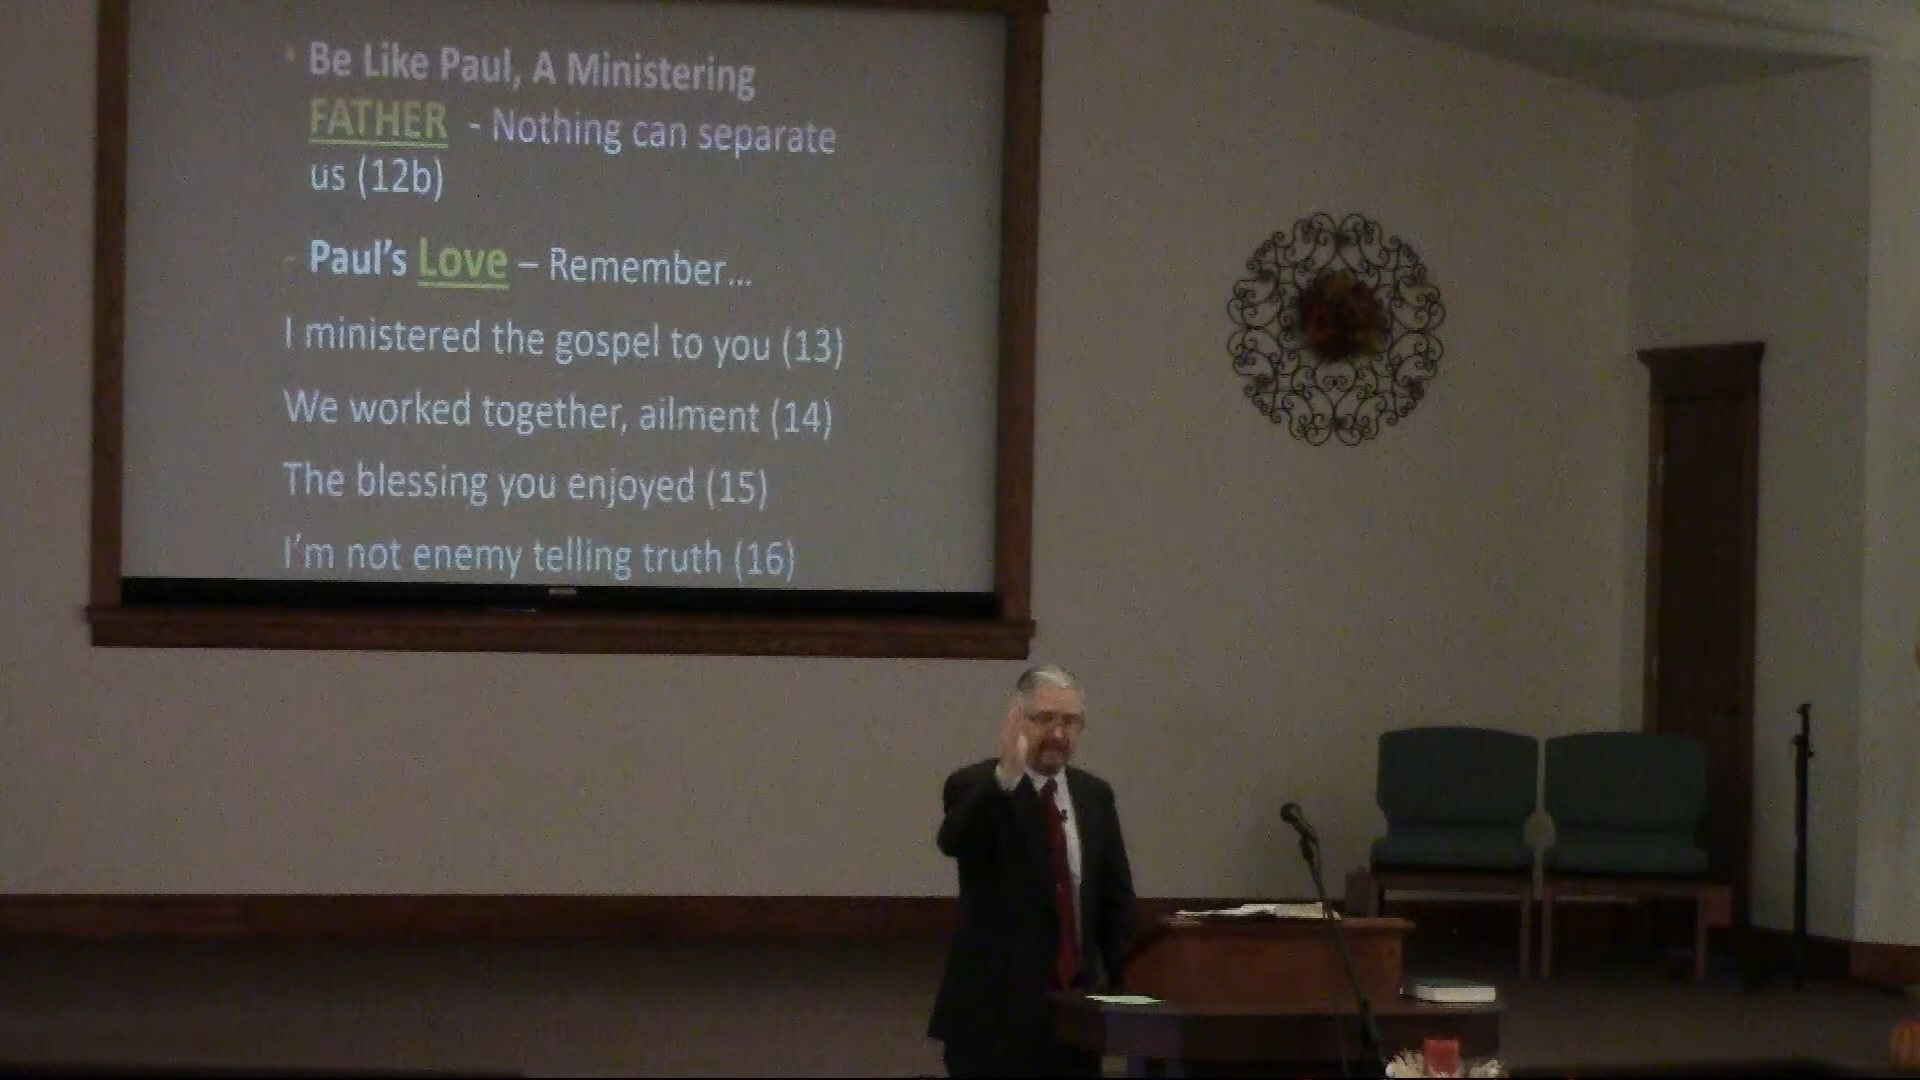 • Be Like Paul, A Ministering
FATHER - Nothing can separate
us (12b)
- Paul's Love – Remember...
I ministered the gospel to you (13)
We worked together, ailment (14)
The blessing you enjoyed (15)
I'm not enemy telling truth (16)